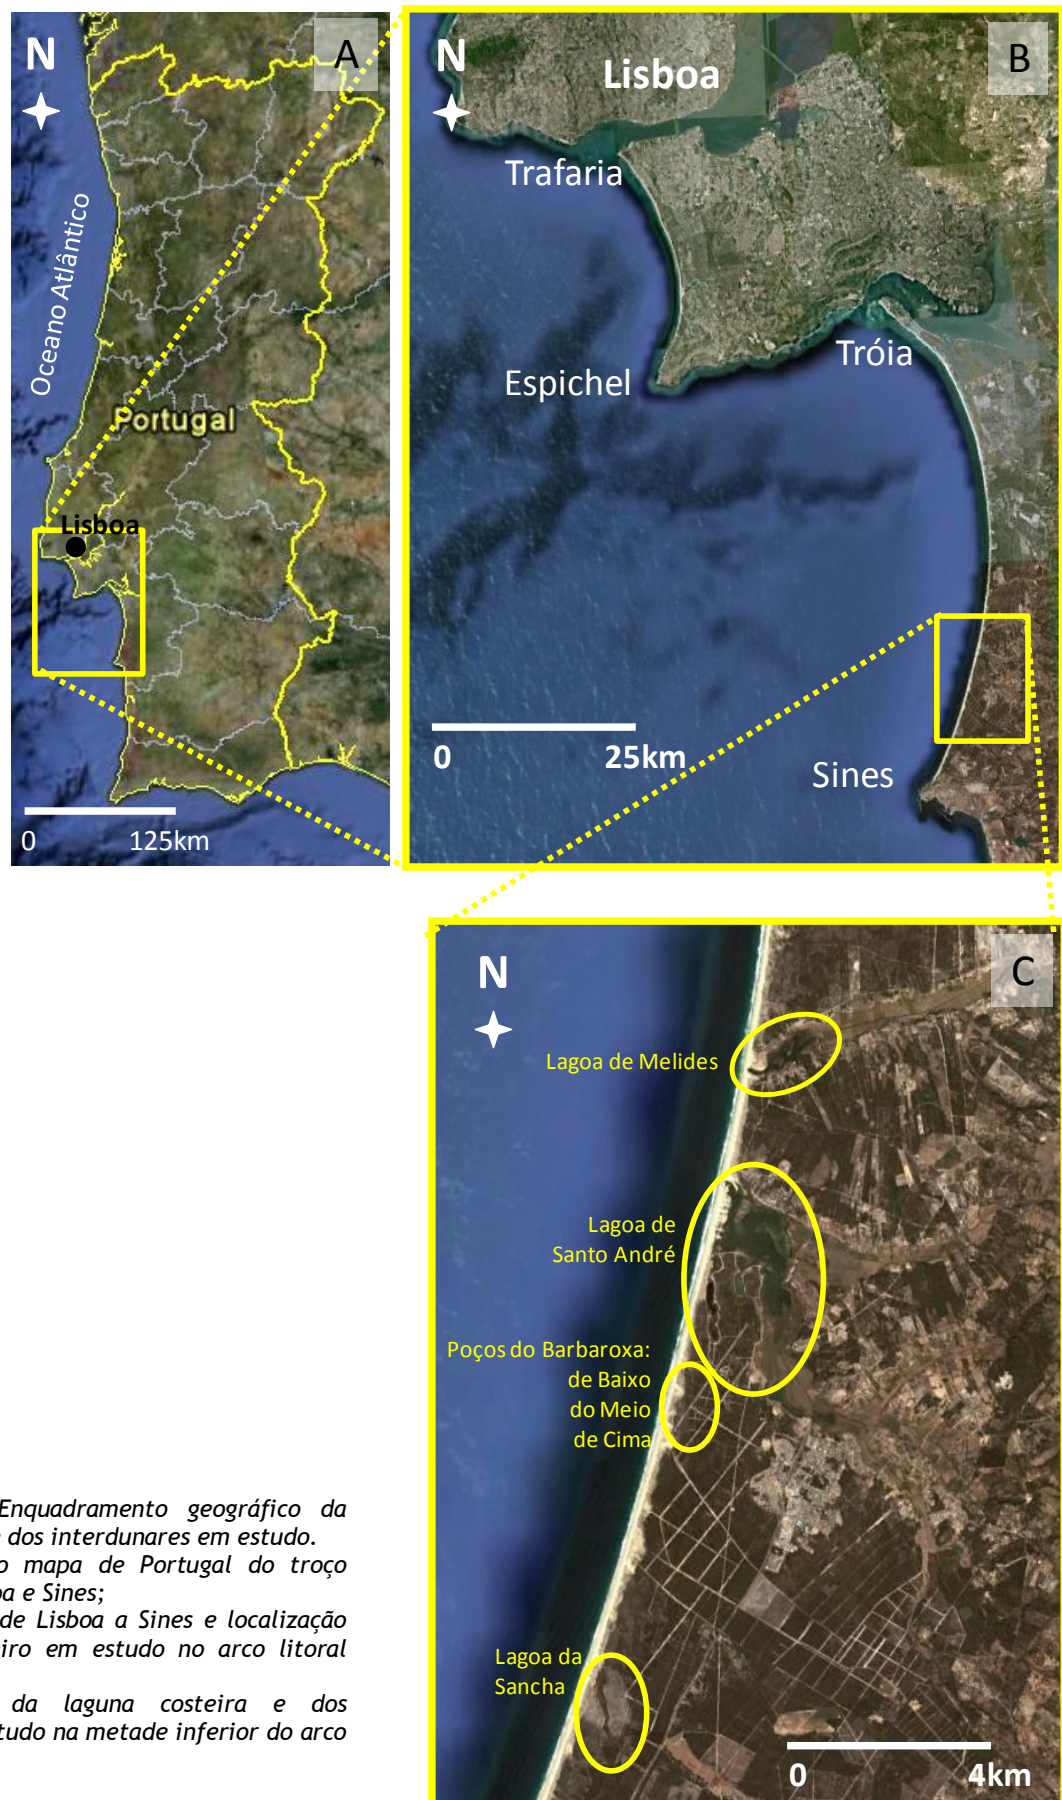 N
A
Oceano Atlântico
Portugal
Lisboa
0
125km
N
B
Lisboa
Trafaria
Espichel
Tróia
Sines
0
25km
N
C
Lagoa de Melides
Lagoa de
Santo André
Poços do Barbaroxa:
de Baixo
do Meio
de Cima
Lagoa da
Sancha
0
4km
Enquadramento geográfico da
dos interdunares em estudo.
mapa de Portugal do troço
e Sines;
de Lisboa a Sines e localização
em estudo no arco litoral
da laguna costeira e dos
na metade inferior do arco